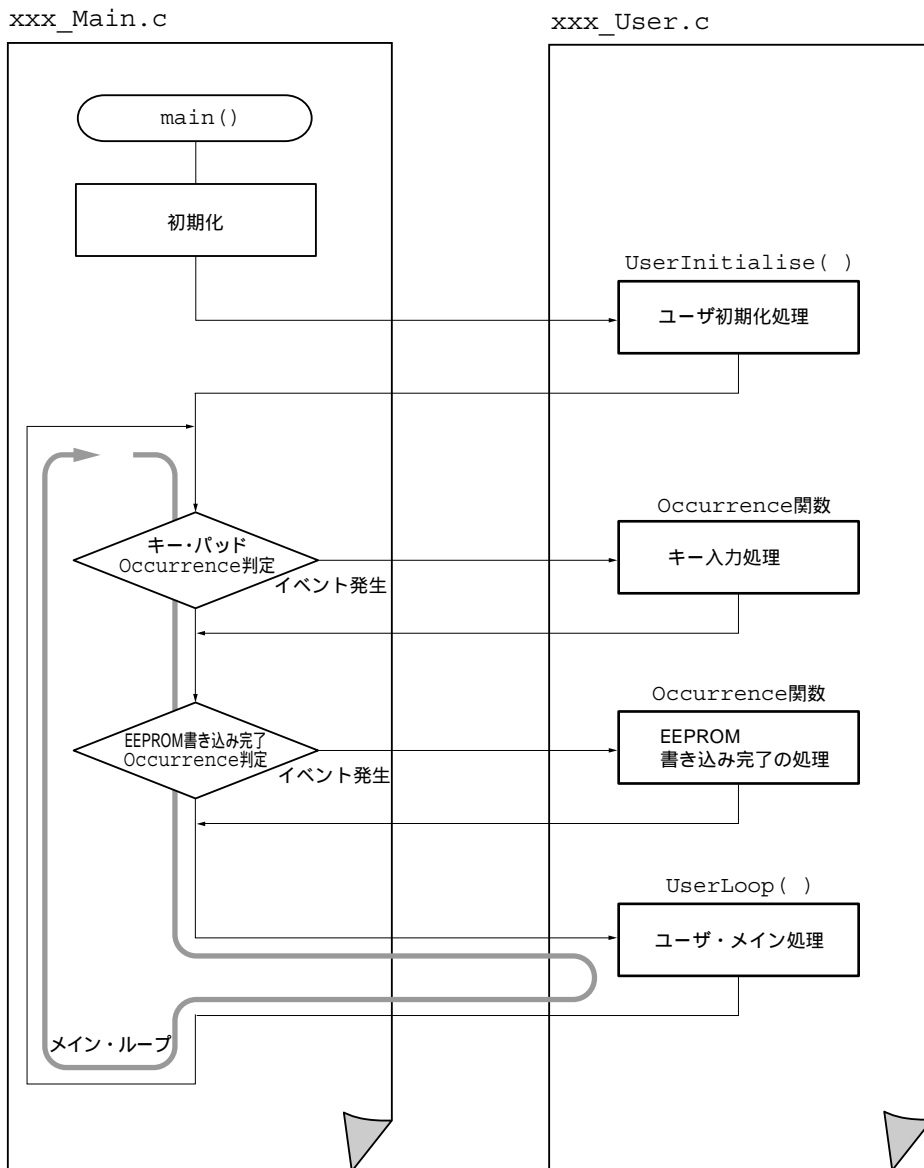 xxx_Main.c
xxx_User.c
main()
初期化
UserInitialise( )
ユーザ初期化処理
キー・パッド
Occurrence判定
イベント発生
Occurrence関数
キー入力処理
EEPROM書き込み完了
Occurrence判定
イベント発生
Occurrence関数
EEPROM
書き込み完了の処理
UserLoop( )
ユーザ・メイン処理
メイン・ループ